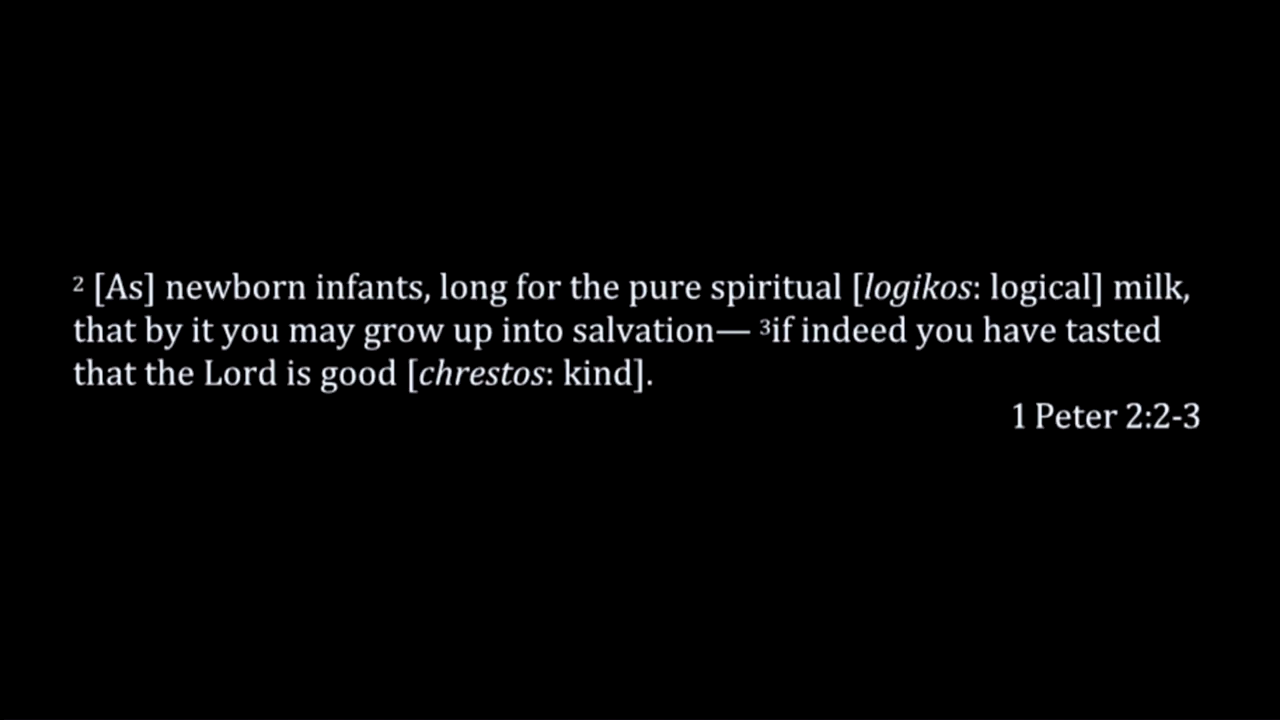 ² [As] newborn infants, long for the pure spiritual [logikos: logical] milk,
that by it you may grow up into salvation— ³if indeed you have tasted
that the Lord is good [chrestos: kind].
1 Peter 2:2-3